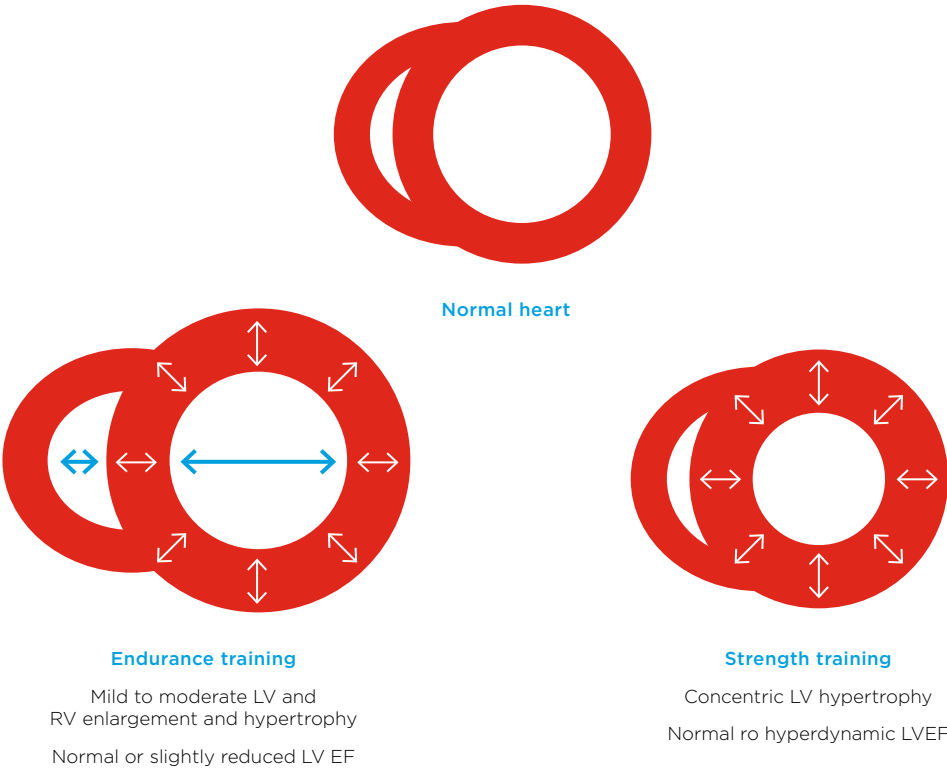 Normal heart
Endurance training
Mild to moderate LV and
RV enlargement and hypertrophy
Normal or slightly reduced LV EF
Strength training
Concentric LV hypertrophy
Normal ro hyperdynamic LVEF